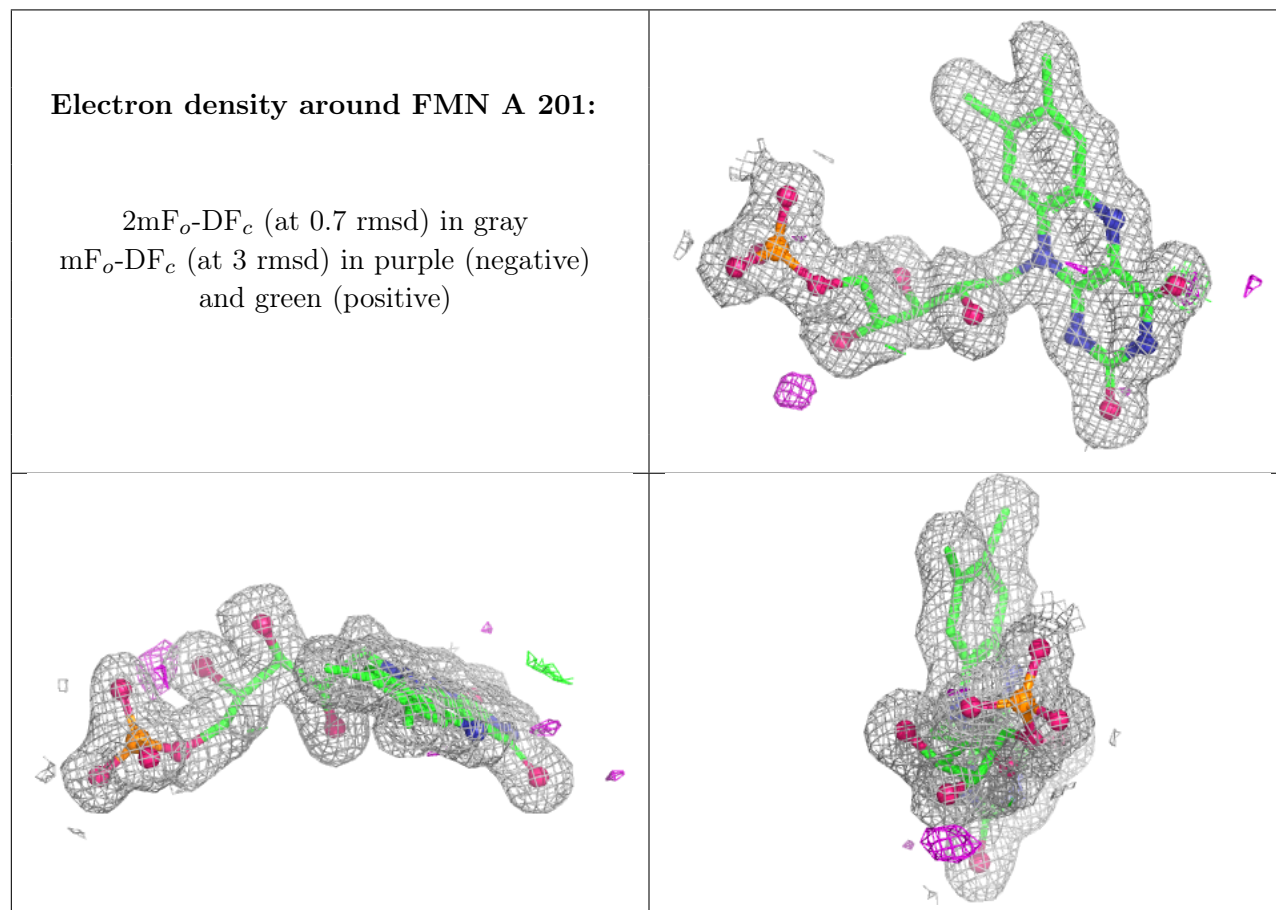 Electron density around FMN A 201:
2mFo-DFc (at 0.7 rmsd) in gray
mFo-DFc (at 3 rmsd) in purple (negative)
and green (positive)